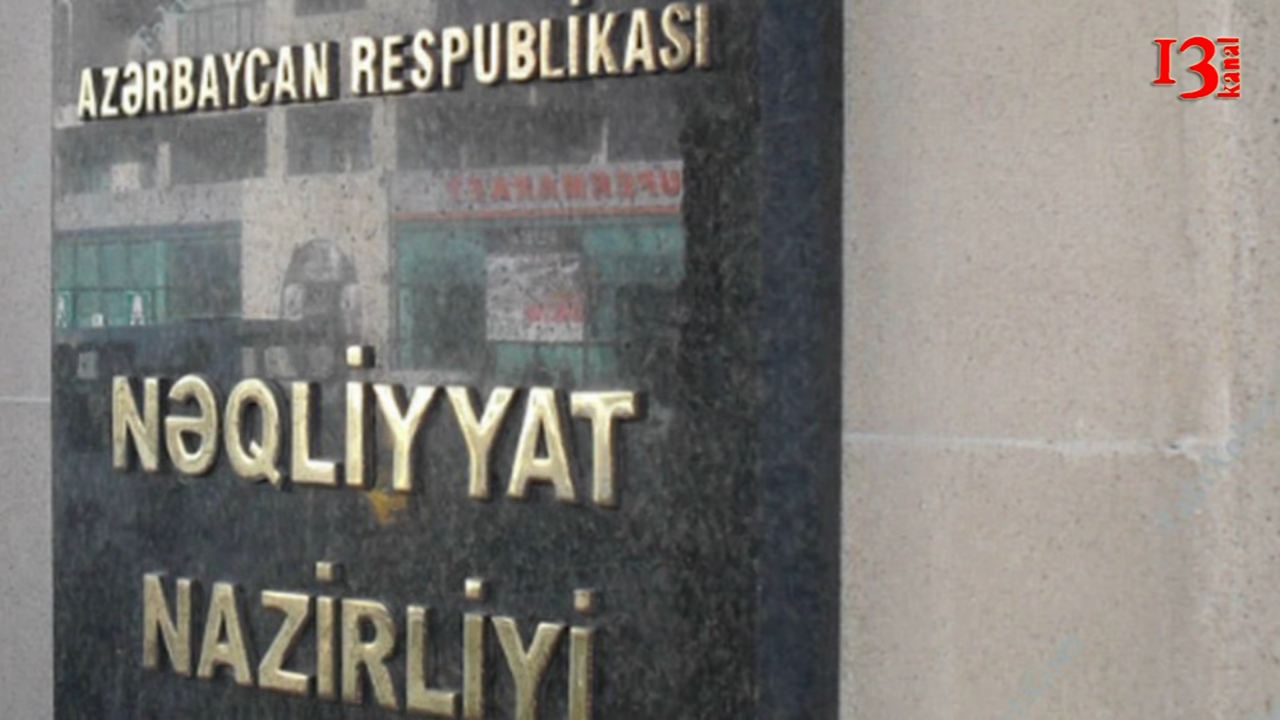 AZƏRBAYCAN RESPUBLİKASI
13
kanal
NƏQLİYYAT
NAZİRLİYİ